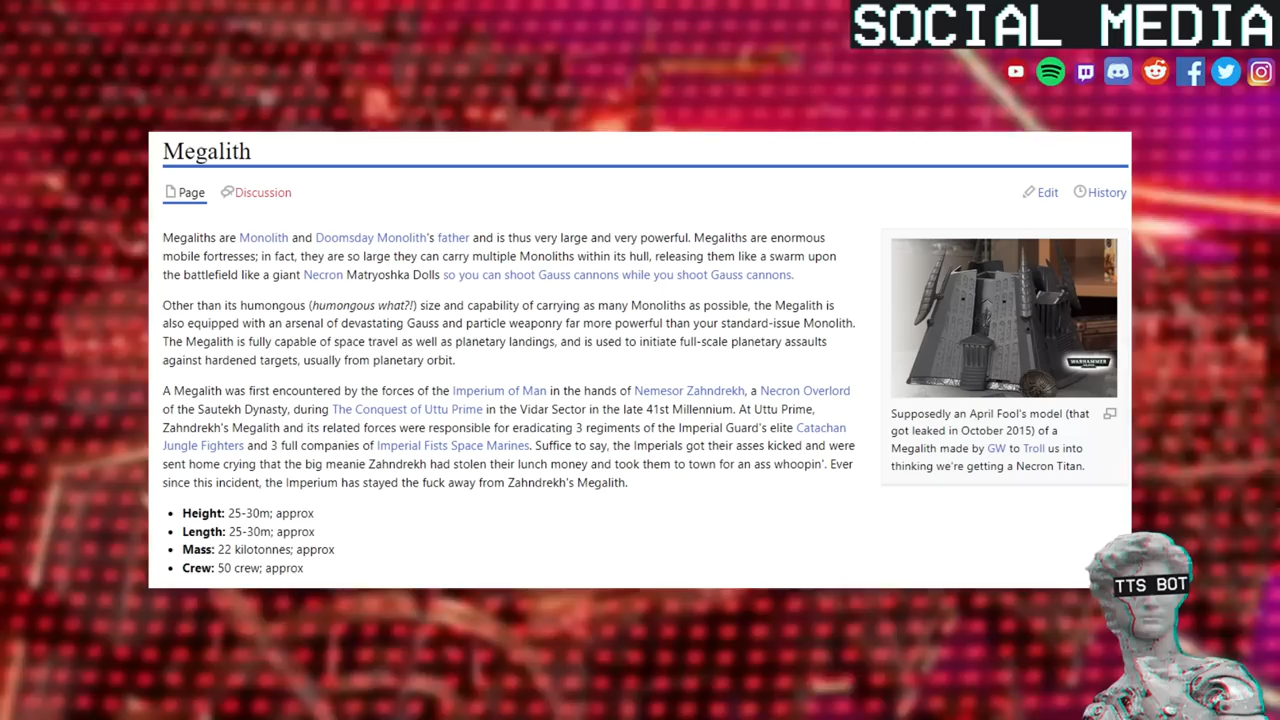 SOCIAL MEDIA
Megalith
Page
Discussion
Edit
History
Megaliths are Monolith and Doomsday Monolith's father and is thus very large and very powerful. Megaliths are enormous
mobile fortresses; in fact, they are so large they can carry multiple Monoliths within its hull, releasing them like a swarm upon
the battlefield like a giant Necron Matryoshka Dolls so you can shoot Gauss cannons while you shoot Gauss cannons.
Other than its humongous (humongous what?!) size and capability of carrying as many Monoliths as possible, the Megalith is
also equipped with an arsenal of devastating Gauss and particle weaponry far more powerful than your standard-issue Monolith.
The Megalith is fully capable of space travel as well as planetary landings, and is used to initiate full-scale planetary assaults
against hardened targets, usually from planetary orbit.
A Megalith was first encountered by the forces of the Imperium of Man in the hands of Nemesor Zahndrekh, a Necron Overlord
of the Sautekh Dynasty, during The Conquest of Uttu Prime in the Vidar Sector in the late 41st Millennium. At Uttu Prime,
Zahndrekh's Megalith and its related forces were responsible for eradicating 3 regiments of the Imperial Guard's elite Catachan
Jungle Fighters and 3 full companies of Imperial Fists Space Marines. Suffice to say, the Imperials got their asses kicked and were
sent home crying that the big meanie Zahndrekh had stolen their lunch money and took them to town for an ass whoopin'. Ever
since this incident, the Imperium has stayed the fuck away from Zahndrekh's Megalith.
Height: 25-30m; approx
Length: 25-30m; approx
Mass: 22 kilotonnes; approx
Crew: 50 crew; approx
WARHAMMER
Supposedly an April Fool's model (that
got leaked in October 2015) of a
Megalith made by GW to Troll us into
thinking we're getting a Necron Titan.
TTS BOT